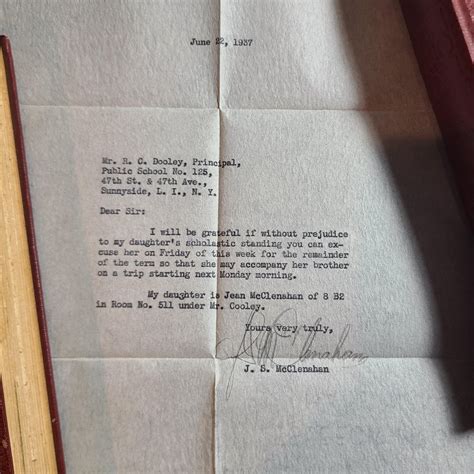 June 22, 1937
Mr. R. C. Dooley, Principal,
Public School No. 125,
47th St. & 47th Ave.,
Sunnyside, L. I., N. Y.
Dear Sir:
I will be grateful if without prejudice
to my daughter's scholastic standing you can ex-
cuse her on Friday of this week for the remainder
of the term so that she may accompany her brother
on a trip starting next Monday morning.
My daughter is Jean McClenahan of 8 B2
in Room No. 511 under Mr. Cooley.
Yours very truly,
J S McClenahan
J. S. McClenahan